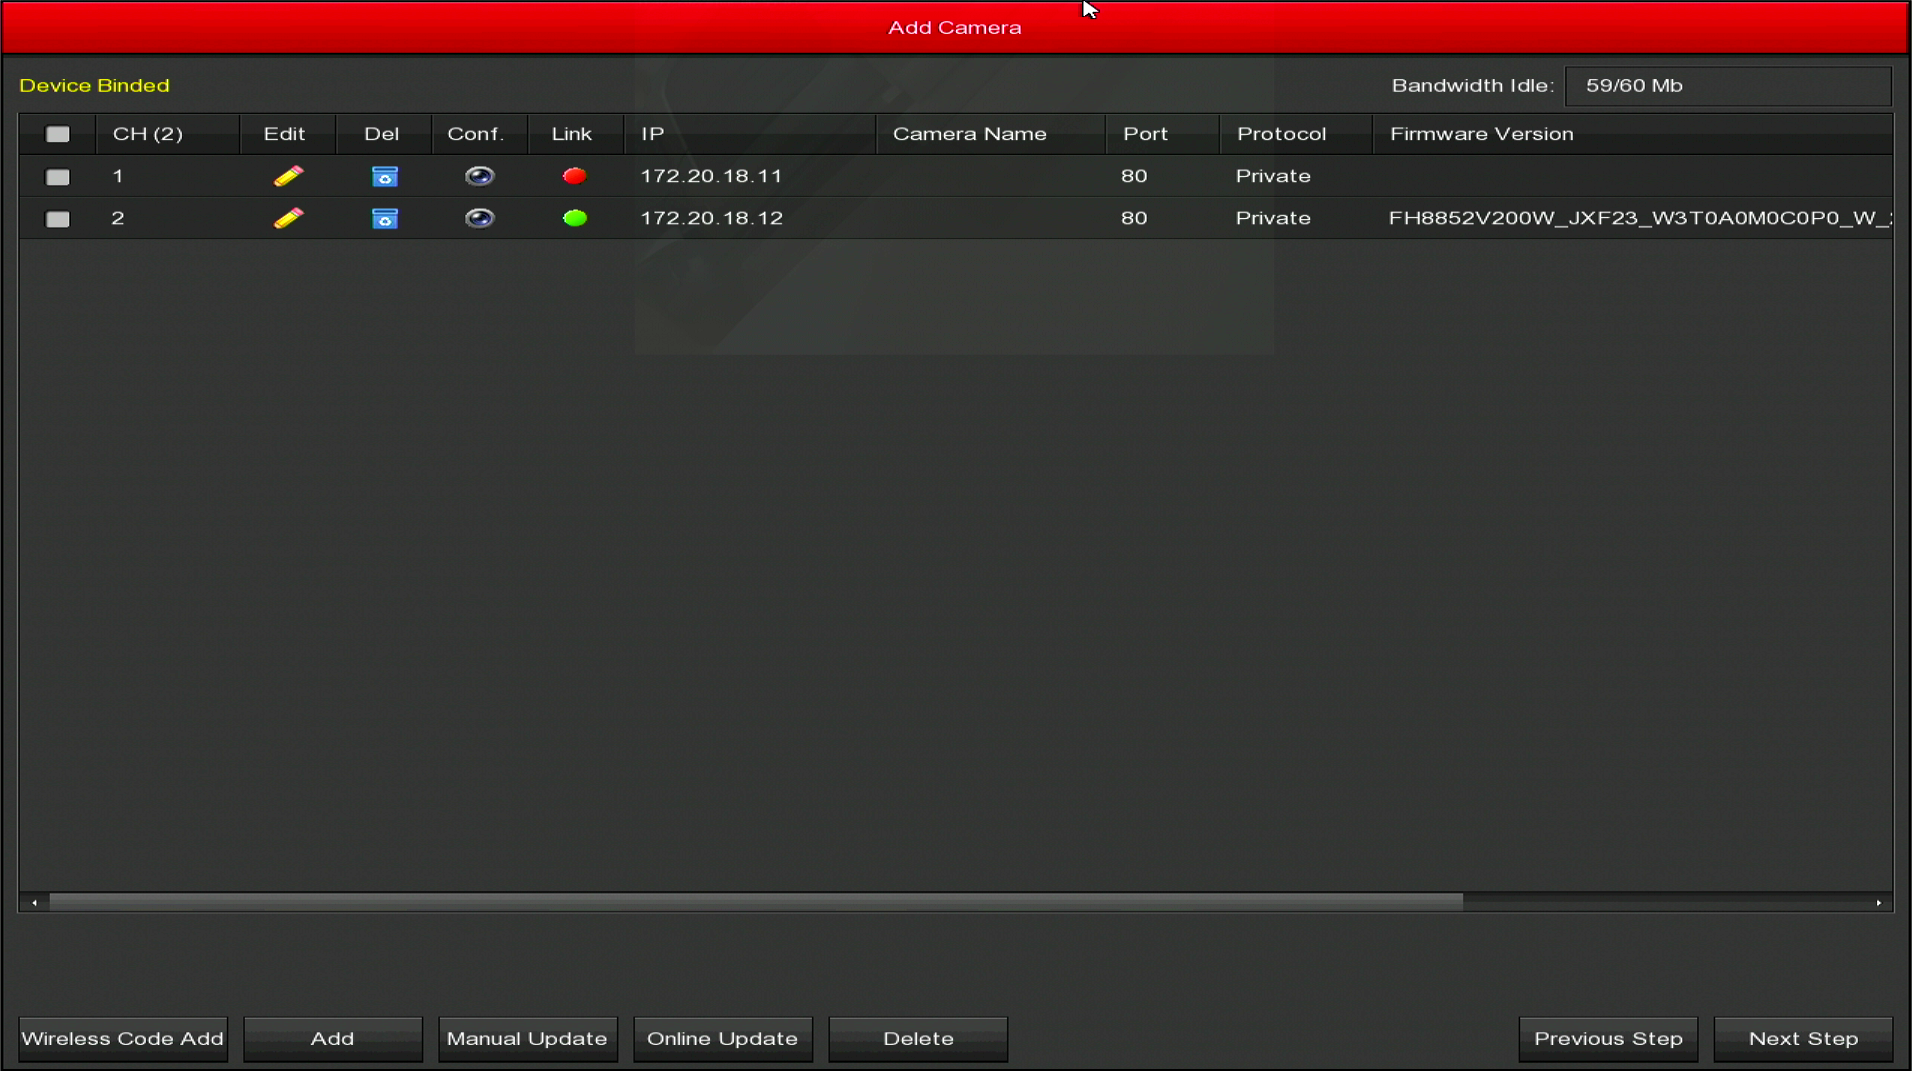 Add Camera
Device Binded
Bandwidth Idle: 59/60 Mb
CH (2) Edit Del Conf. Link IP Camera Name Port Protocol Firmware Version
1 172.20.18.11 80 Private
2 172.20.18.12 80 Private FH8852V200W_JXF23_W3T0A0M0C0P0_W_
Wireless Code Add Add Manual Update Online Update Delete Previous Step Next Step